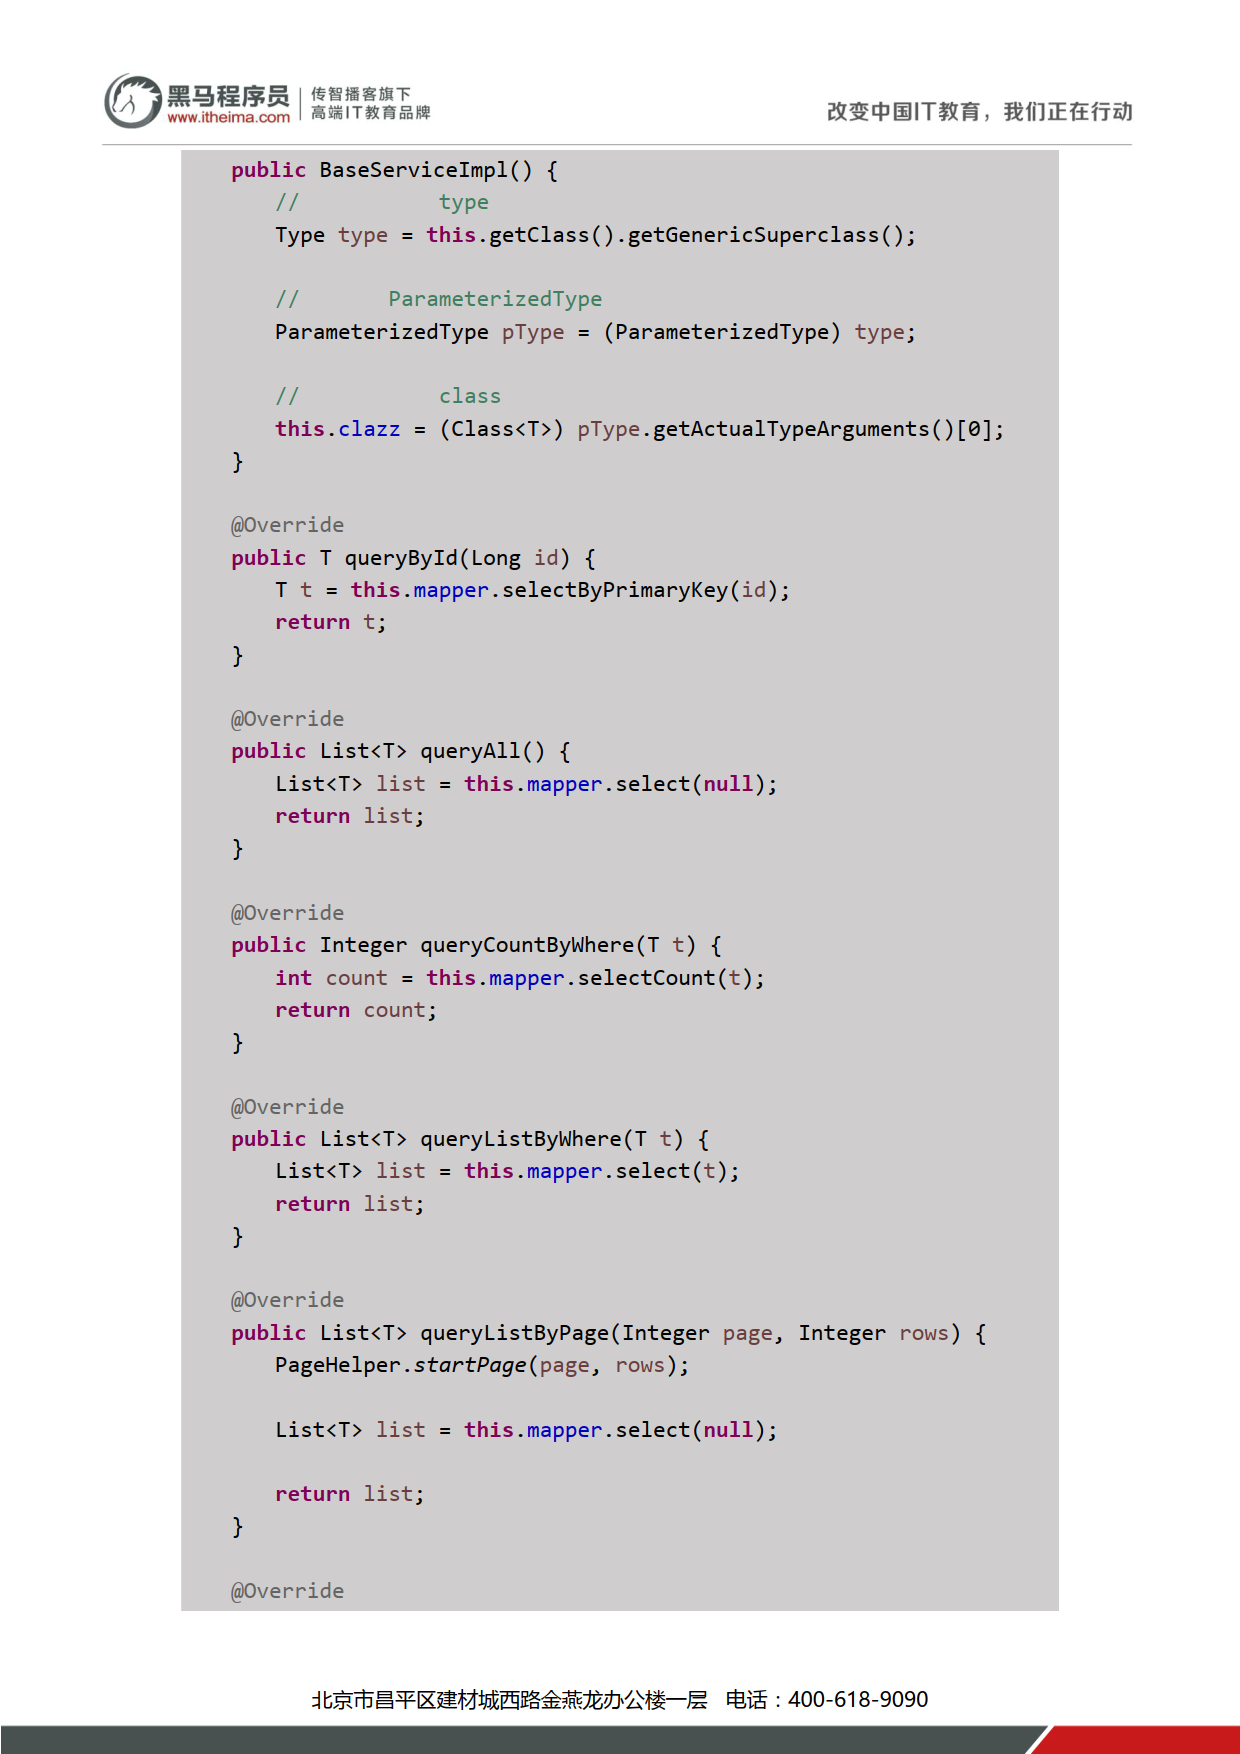 黑马程序员
www.itheima.com
传智播客旗下
高端IT教育品牌
改变中国IT教育，我们正在行动
public BaseServiceImpl() {
// type
Type type = this.getClass().getGenericSuperclass();
// ParameterizedType
ParameterizedType pType = (ParameterizedType) type;
// class
this.clazz = (Class<T>) pType.getActualTypeArguments()[0];
}
@Override
public T queryById(Long id) {
T t = this.mapper.selectByPrimaryKey(id);
return t;
}
@Override
public List<T> queryAll() {
List<T> list = this.mapper.select(null);
return list;
}
@Override
public Integer queryCountByWhere(T t) {
int count = this.mapper.selectCount(t);
return count;
}
@Override
public List<T> queryListByWhere(T t) {
List<T> list = this.mapper.select(t);
return list;
}
@Override
public List<T> queryListByPage(Integer page, Integer rows) {
PageHelper.startPage(page, rows);
List<T> list = this.mapper.select(null);
return list;
}
@Override
北京市昌平区建材城西路金燕龙办公楼一层 电话：400-618-9090